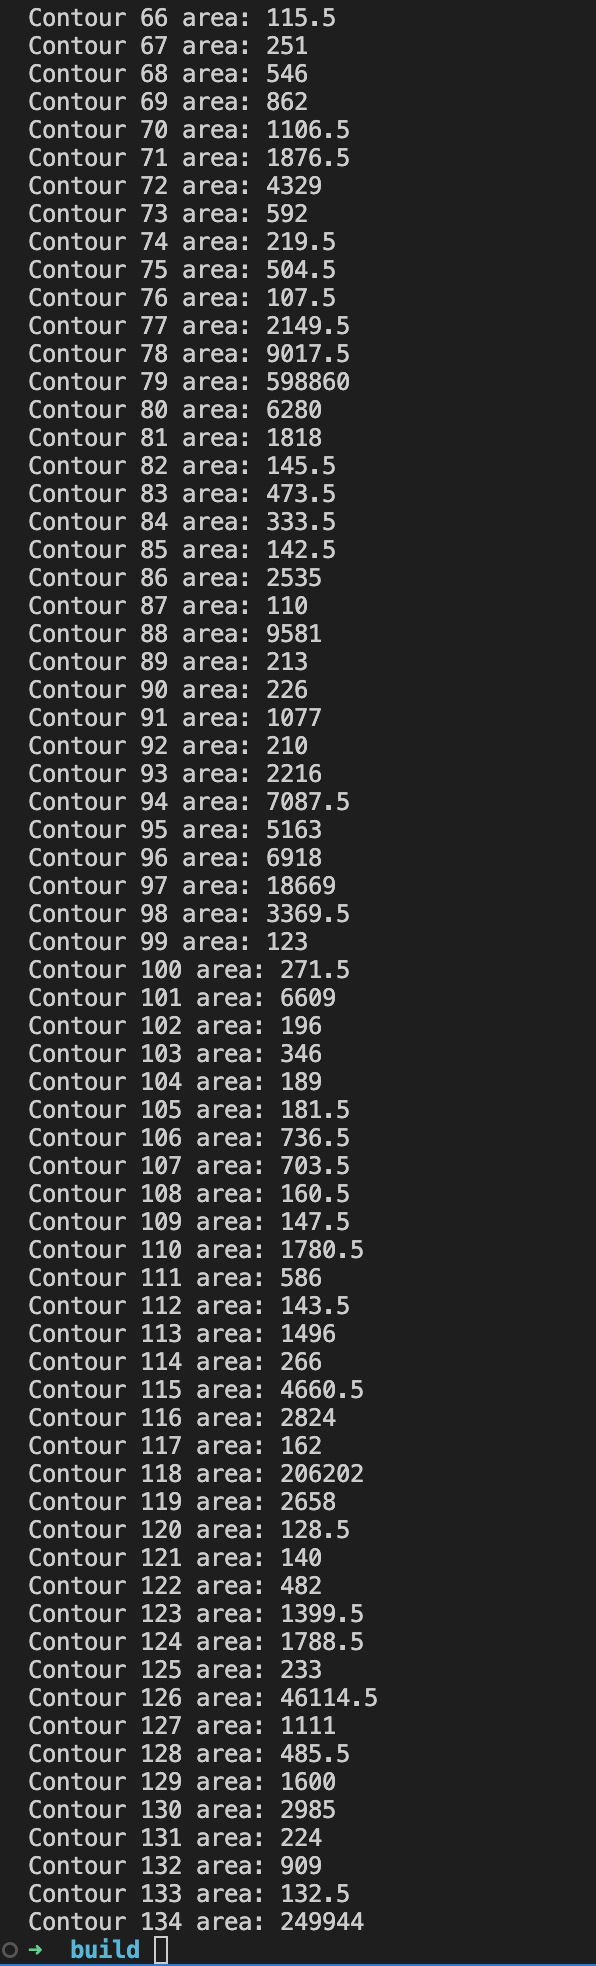 Contour 66 area: 115.5
Contour 67 area: 251
Contour 68 area: 546
Contour 69 area: 862
Contour 70 area: 1106.5
Contour 71 area: 1876.5
Contour 72 area: 4329
Contour 73 area: 592
Contour 74 area: 219.5
Contour 75 area: 504.5
Contour 76 area: 107.5
Contour 77 area: 2149.5
Contour 78 area: 9017.5
Contour 79 area: 598860
Contour 80 area: 6280
Contour 81 area: 1818
Contour 82 area: 145.5
Contour 83 area: 473.5
Contour 84 area: 333.5
Contour 85 area: 142.5
Contour 86 area: 2535
Contour 87 area: 110
Contour 88 area: 9581
Contour 89 area: 213
Contour 90 area: 226
Contour 91 area: 1077
Contour 92 area: 210
Contour 93 area: 2216
Contour 94 area: 7087.5
Contour 95 area: 5163
Contour 96 area: 6918
Contour 97 area: 18669
Contour 98 area: 3369.5
Contour 99 area: 123
Contour 100 area: 271.5
Contour 101 area: 6609
Contour 102 area: 196
Contour 103 area: 346
Contour 104 area: 189
Contour 105 area: 181.5
Contour 106 area: 736.5
Contour 107 area: 703.5
Contour 108 area: 160.5
Contour 109 area: 147.5
Contour 110 area: 1780.5
Contour 111 area: 586
Contour 112 area: 143.5
Contour 113 area: 1496
Contour 114 area: 266
Contour 115 area: 4660.5
Contour 116 area: 2824
Contour 117 area: 162
Contour 118 area: 206202
Contour 119 area: 2658
Contour 120 area: 128.5
Contour 121 area: 140
Contour 122 area: 482
Contour 123 area: 1399.5
Contour 124 area: 1788.5
Contour 125 area: 233
Contour 126 area: 46114.5
Contour 127 area: 1111
Contour 128 area: 485.5
Contour 129 area: 1600
Contour 130 area: 2985
Contour 131 area: 224
Contour 132 area: 909
Contour 133 area: 132.5
Contour 134 area: 249944
➜ build